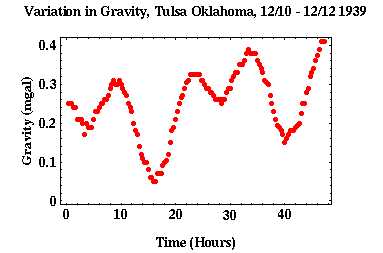 Variation in Gravity, Tulsa Oklahoma, 12/10 - 12/12 1939
0.4
0.3
0.2
0.1
0
Gravity (mgal)
0 10 20 30 40
Time (Hours)